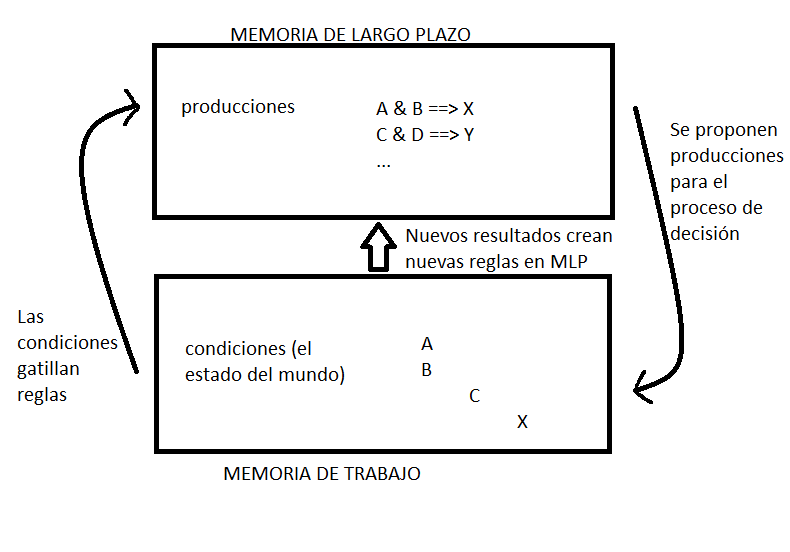 MEMORIA DE LARGO PLAZO
producciones
A & B ==> X
C & D ==> Y
...
Se proponen
producciones
para el
proceso de
decisión
Nuevos resultados crean
nuevas reglas en MLP
Las
condiciones
gatillan
reglas
condiciones (el
estado del mundo)
A
B
C
X
MEMORIA DE TRABAJO